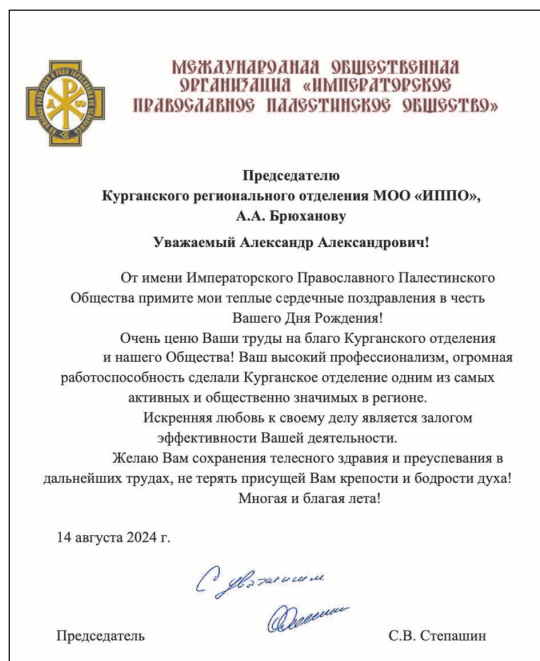 МЕЖДУНАРОДНАЯ ОБЩЕСТВЕННАЯ
ОРГАНИЗАЦИЯ «ИМПЕРАТОРСКОЕ
ПРАВОСЛАВНОЕ ПАЛЕСТИНСКОЕ ОБЩЕСТВО»
Председателю
Курганского регионального отделения МОО «ИППО»,
А.А. Брюханову
Уважаемый Александр Александрович!
От имени Императорского Православного Палестинского
Общества примите мои теплые сердечные поздравления в честь
Вашего Дня Рождения!
Очень ценю Ваши труды на благо Курганского отделения
и нашего Общества! Ваш высокий профессионализм, огромная
работоспособность сделали Курганское отделение одним из самых
активных и общественно значимых в регионе.
Искренняя любовь к своему делу является залогом
эффективности Вашей деятельности.
Желаю Вам сохранения телесного здравия и преуспевания в
дальнейших трудах, не терять присущей Вам крепости и бодрости духа!
Многая и благая лета!
14 августа 2024 г.
С уважением
Председатель С.В. Степашин